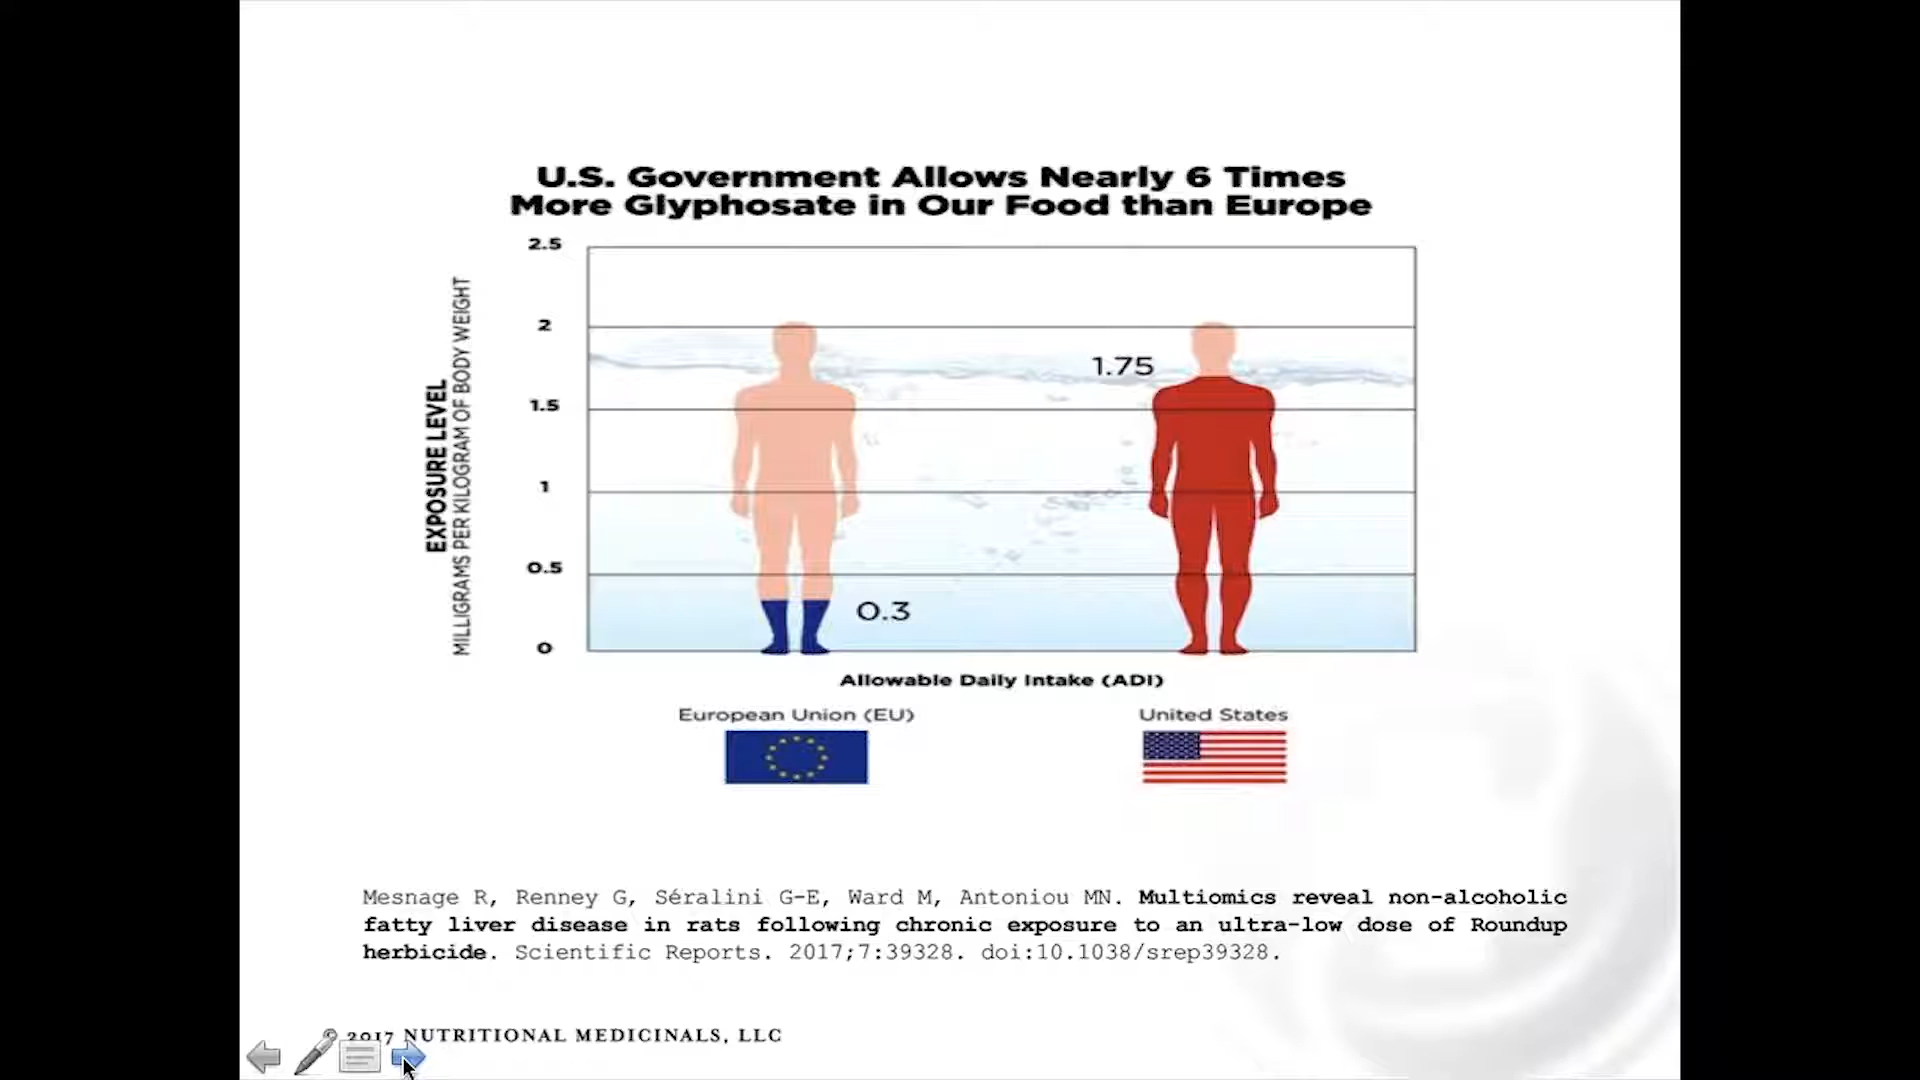 U.S. Government Allows Nearly 6 Times
More Glyphosate in Our Food than Europe
2.5
2
1.5
1
0.5
0
EXPOSURE LEVEL
MILLIGRAMS PER KILOGRAM OF BODY WEIGHT
1.75
0.3
Allowable Daily Intake (ADI)
European Union (EU)
United States
Mesnage R, Renney G, Séralini G-E, Ward M, Antoniou MN. Multiomics reveal non-alcoholic
fatty liver disease in rats following chronic exposure to an ultra-low dose of Roundup
herbicide. Scientific Reports. 2017;7:39328. doi:10.1038/srep39328.
© 2017 NUTRITIONAL MEDICINALS, LLC